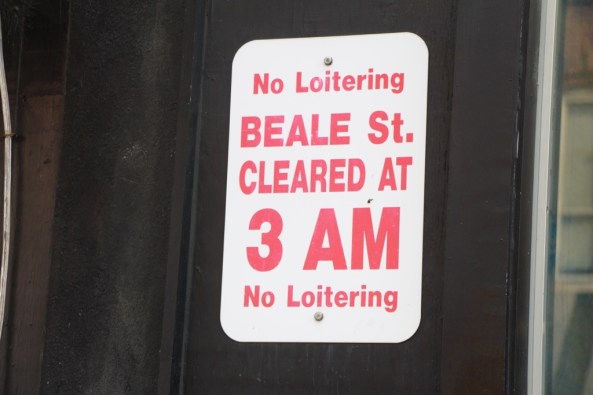 No Loitering
BEALE St.
CLEARED AT
3 AM
No Loitering